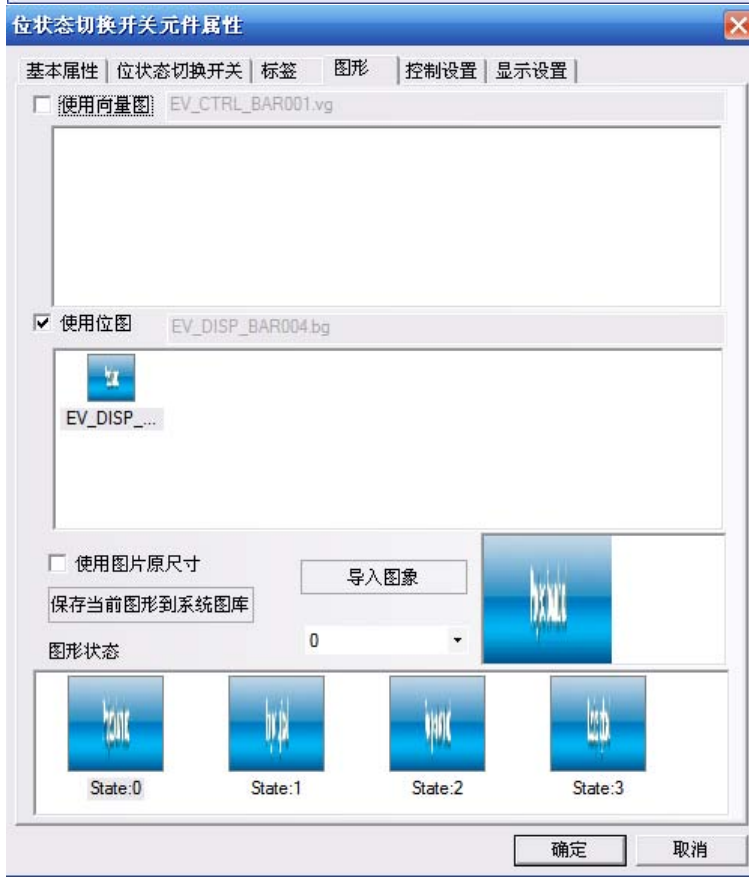 位状态切换开关元件属性
基本属性 位状态切换开关 标签 图形 控制设置 显示设置
使用向量图 EV_CTRL_BAR001.vg
使用位图 EV_DISP_BAR004.bg
EV_DISP_...
使用图片原尺寸
导入图象
保存当前图形到系统图库
0
图形状态
State:0 State:1 State:2 State:3
确定 取消